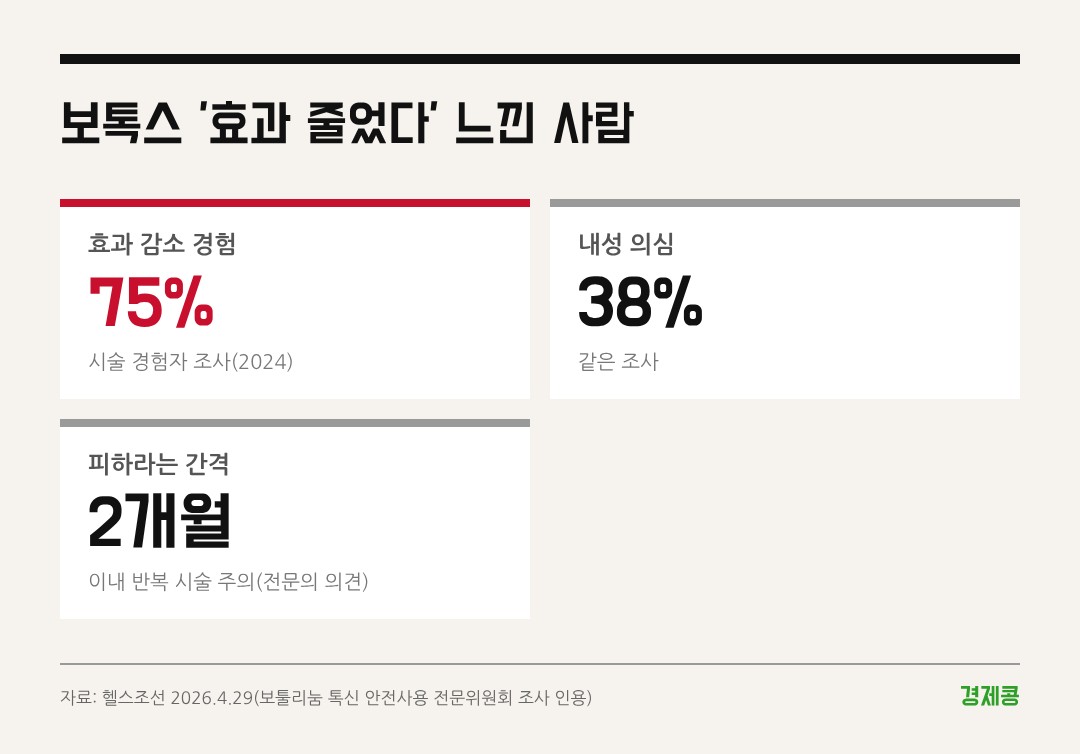 보톡스 '효과 줄었다' 느낀 사람
효과 감소 경험
75%
시술 경험자 조사(2024)
내성 의심
38%
같은 조사
피하라는 간격
2개월
이내 반복 시술 주의(전문의 의견)
자료: 헬스조선 2026.4.29(보툴리눔 톡신 안전사용 전문위원회 조사 인용)
경제콩